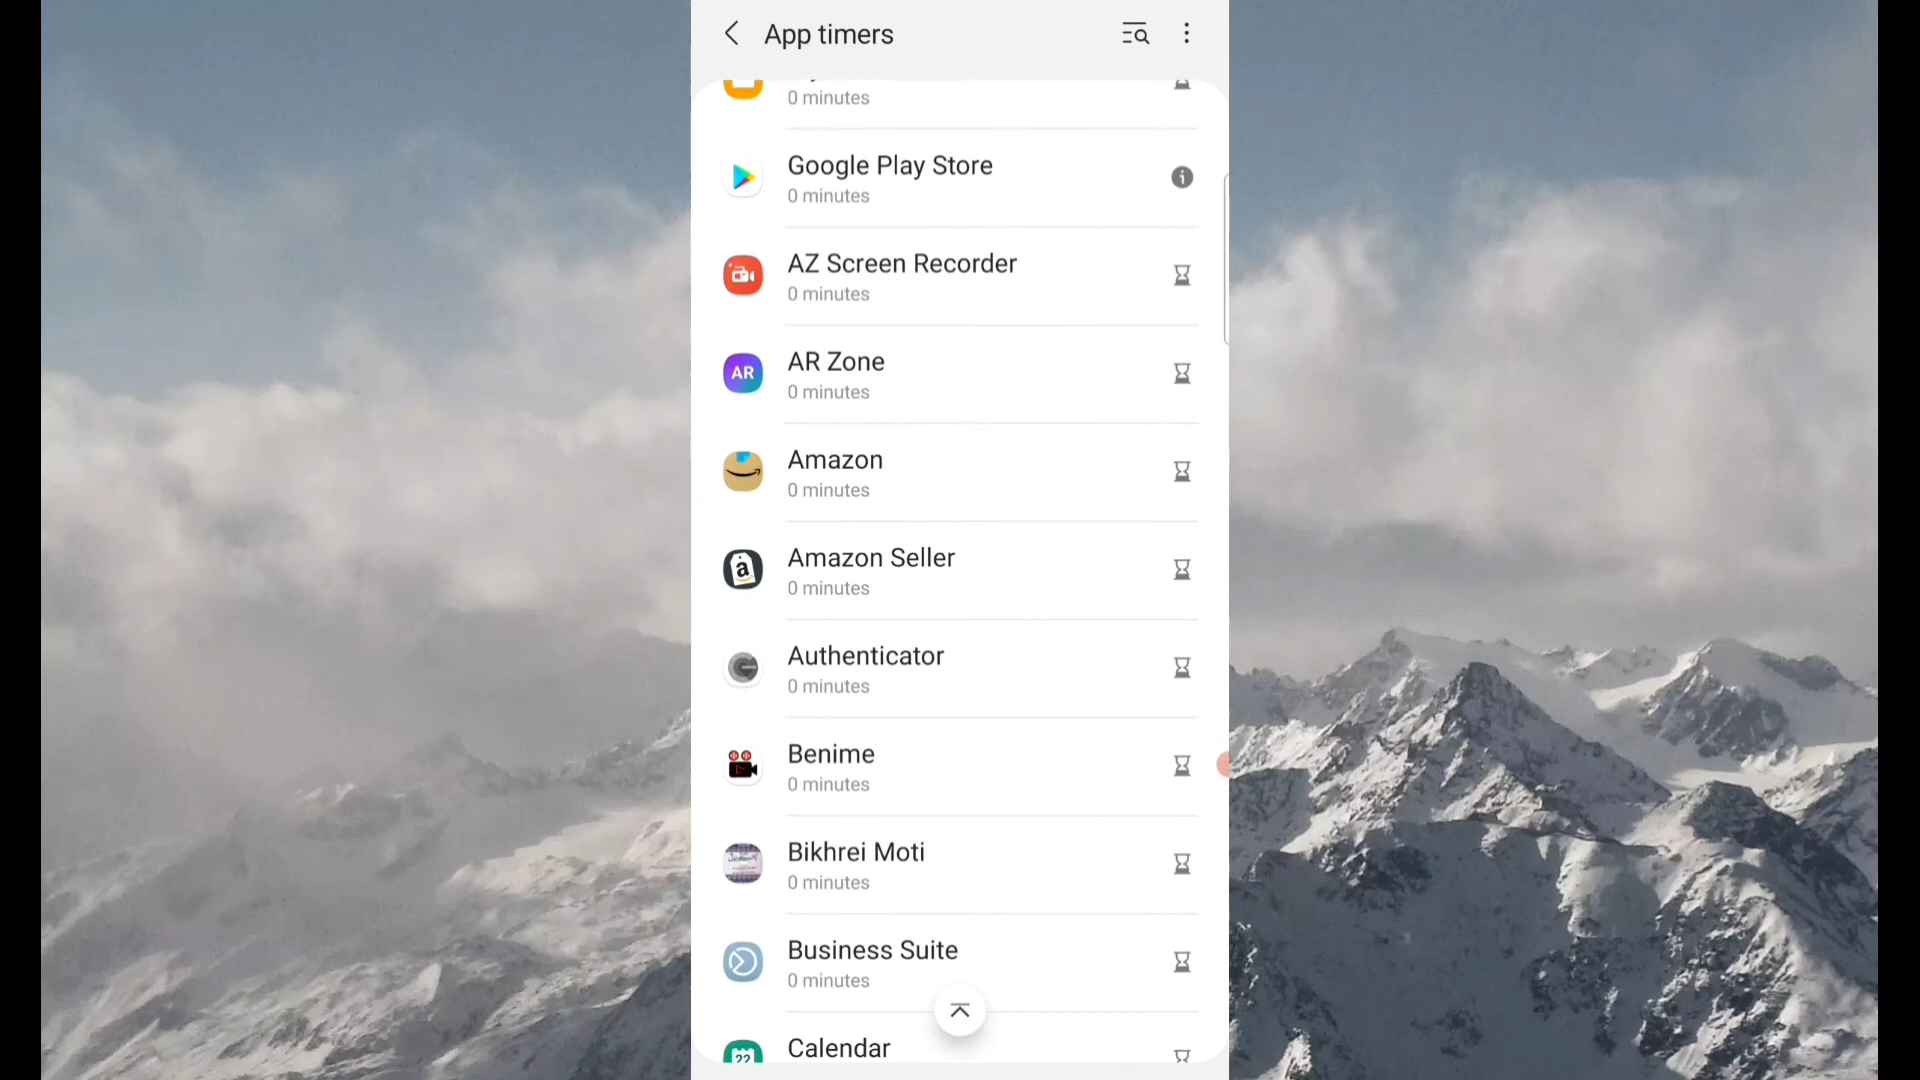 App timers
0 minutes
Google Play Store
0 minutes
AZ Screen Recorder
0 minutes
AR
AR Zone
0 minutes
Amazon
0 minutes
a
Amazon Seller
0 minutes
Authenticator
0 minutes
Benime
0 minutes
Bikhrei Moti
0 minutes
Business Suite
0 minutes
22
Calendar